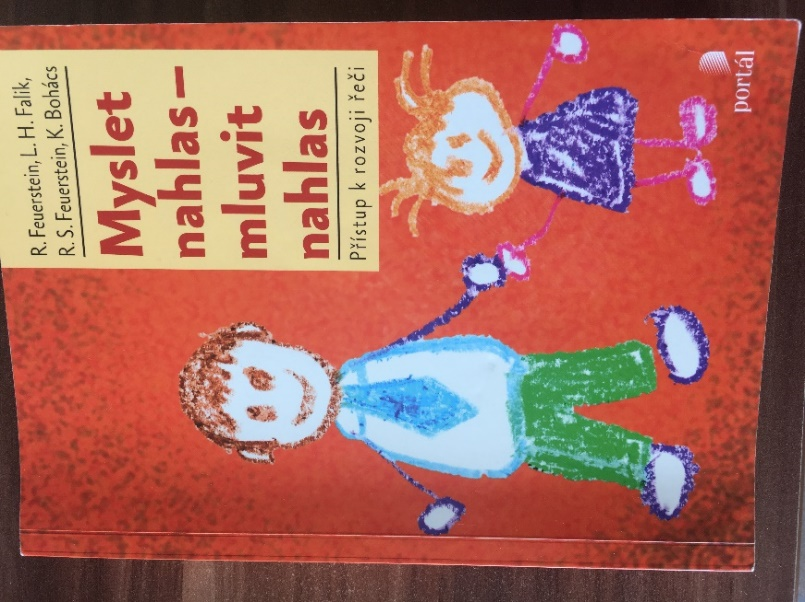 R. Feuerstein, L. H. Falik,
R. S. Feuerstein, K. Bohács
Myslet
nahlas –
mluvit
nahlas
Přístup k rozvoji řeči
portál